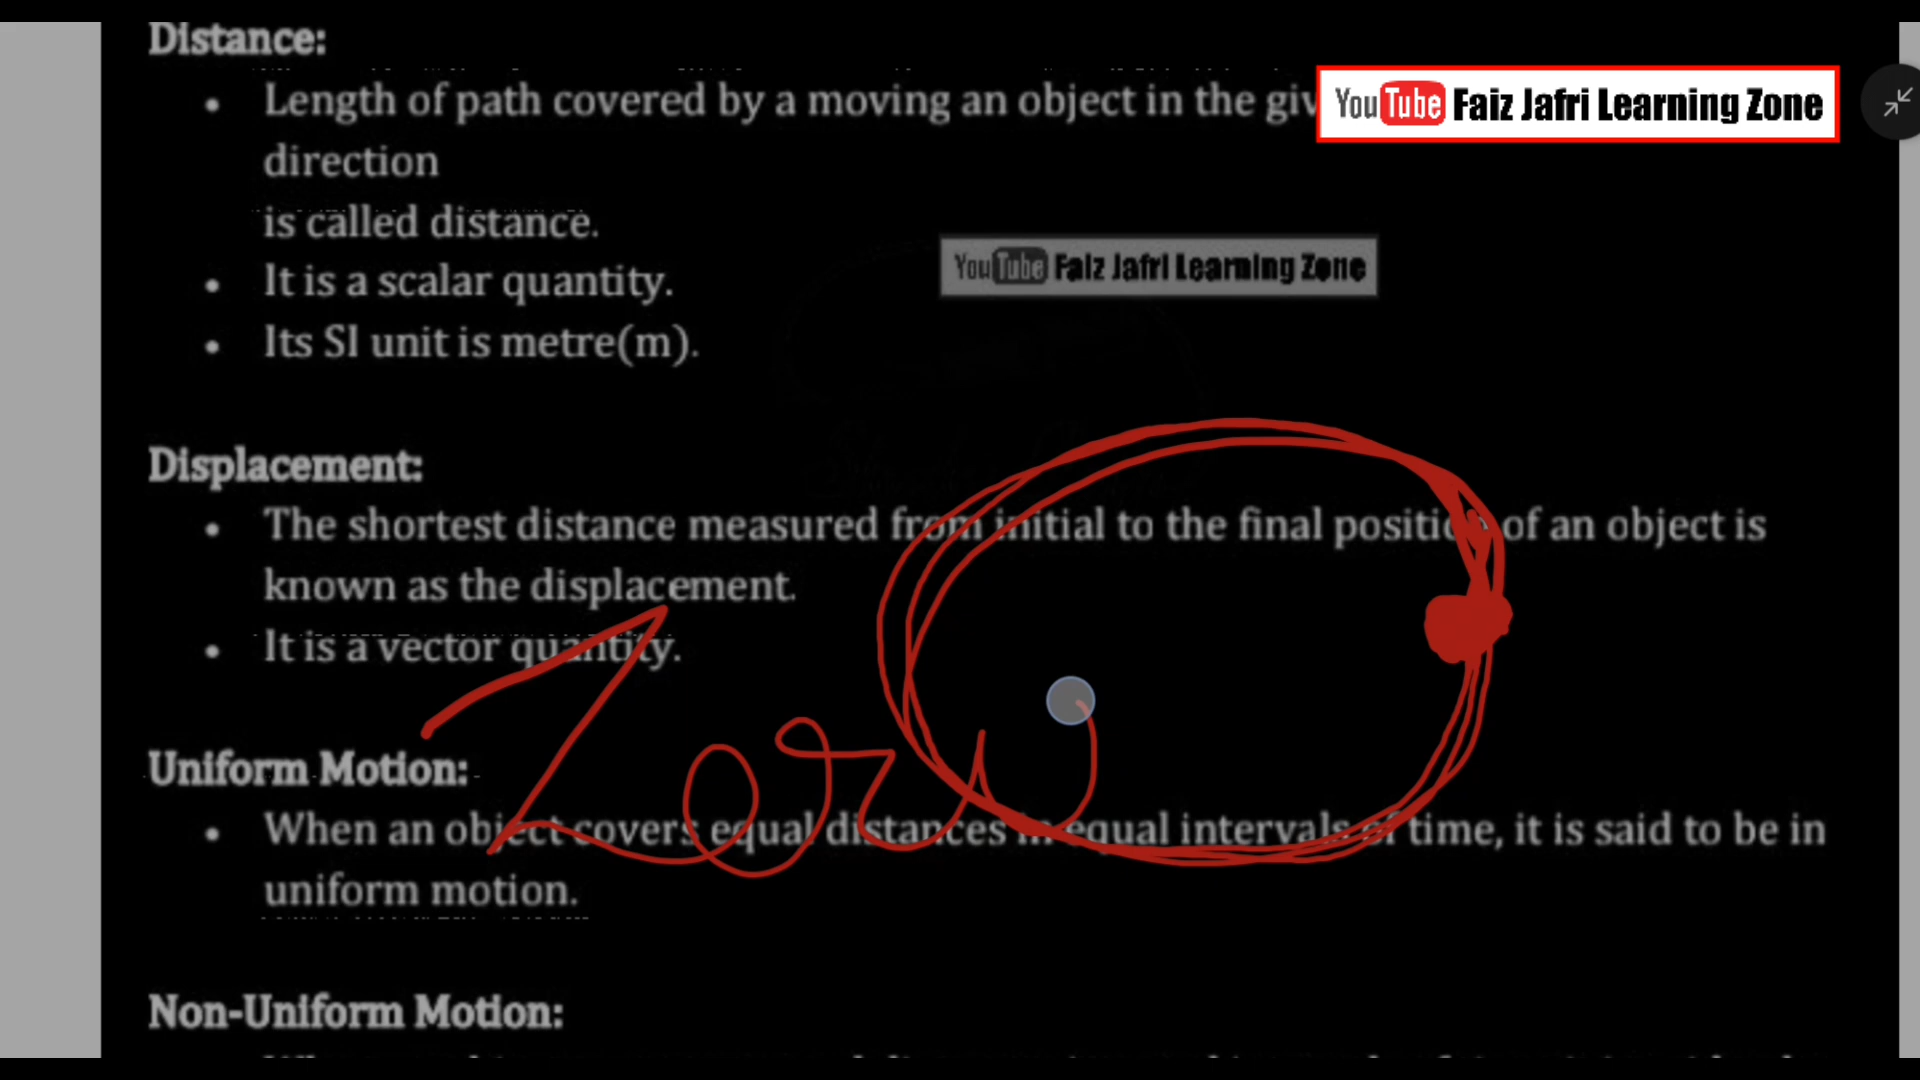 Distance:
• Length of path covered by a moving an object in the giv
YouTube Faiz Jafri Learning Zone
direction
is called distance.
YouTube Faiz Jafri Learning Zone
• It is a scalar quantity.
• Its SI unit is metre(m).
Displacement:
• The shortest distance measured from initial to the final position of an object is
known as the displacement.
• It is a vector quantity.
Zero
Uniform Motion:
• When an object covers equal distances in equal intervals of time, it is said to be in
uniform motion.
Non-Uniform Motion: